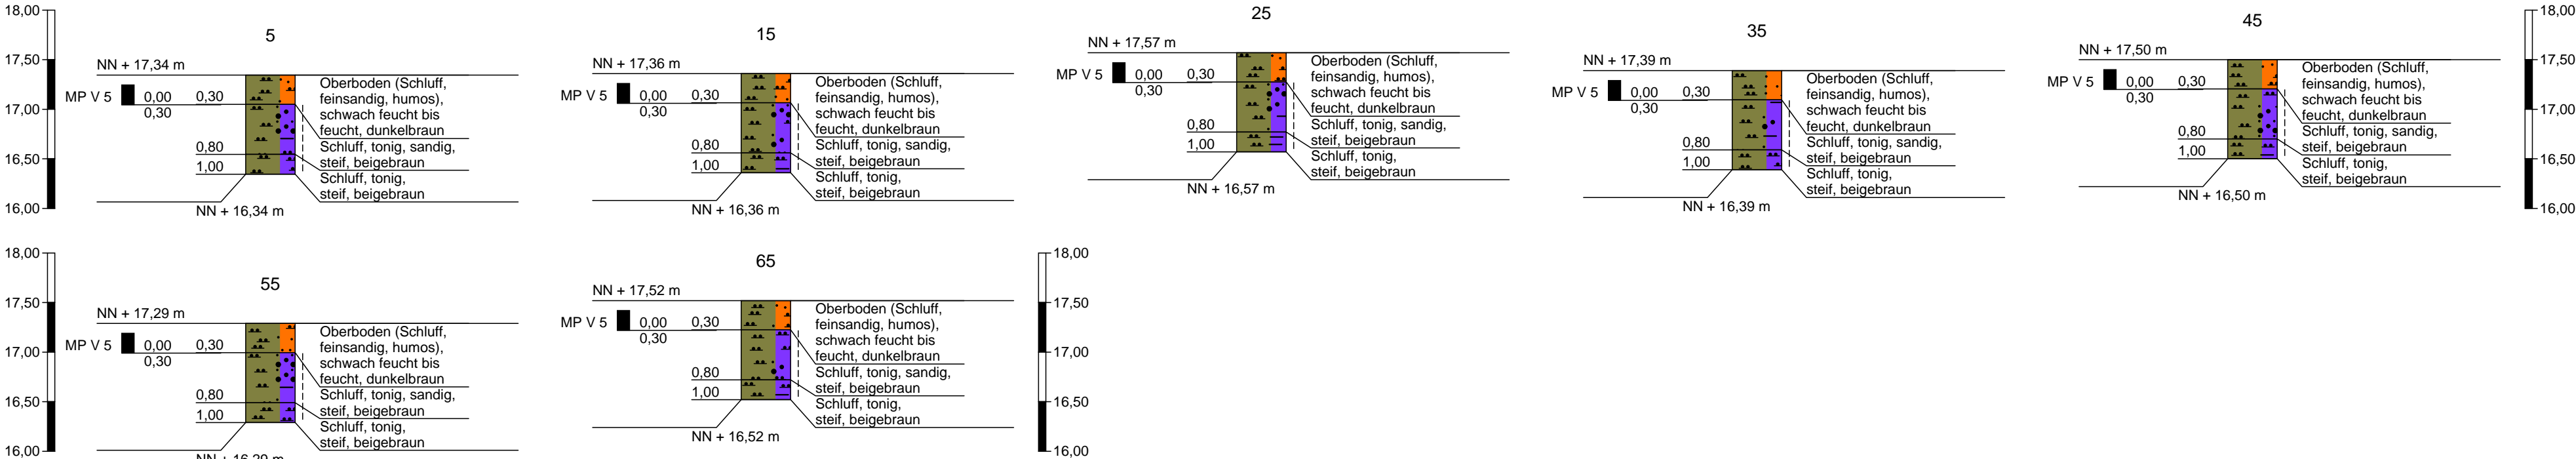 18,00
17,50
17,00
16,50
16,00
5
NN + 17,34 m
MP V 5
0,00
0,30
0,30
0,80
1,00
Oberboden (Schluff,
feinsandig, humos),
schwach feucht bis
feucht, dunkelbraun
Schluff, tonig, sandig,
steif, beigebraun
Schluff, tonig,
steif, beigebraun
NN + 16,34 m
15
NN + 17,36 m
MP V 5
0,00
0,30
0,30
0,80
1,00
Oberboden (Schluff,
feinsandig, humos),
schwach feucht bis
feucht, dunkelbraun
Schluff, tonig, sandig,
steif, beigebraun
Schluff, tonig,
steif, beigebraun
NN + 16,36 m
25
NN + 17,57 m
MP V 5
0,00
0,30
0,30
0,80
1,00
Oberboden (Schluff,
feinsandig, humos),
schwach feucht bis
feucht, dunkelbraun
Schluff, tonig, sandig,
steif, beigebraun
Schluff, tonig,
steif, beigebraun
NN + 16,57 m
35
NN + 17,39 m
MP V 5
0,00
0,30
0,30
0,80
1,00
Oberboden (Schluff,
feinsandig, humos),
schwach feucht bis
feucht, dunkelbraun
Schluff, tonig, sandig,
steif, beigebraun
Schluff, tonig,
steif, beigebraun
NN + 16,39 m
45
NN + 17,50 m
MP V 5
0,00
0,30
0,30
0,80
1,00
Oberboden (Schluff,
feinsandig, humos),
schwach feucht bis
feucht, dunkelbraun
Schluff, tonig, sandig,
steif, beigebraun
Schluff, tonig,
steif, beigebraun
NN + 16,50 m
18,00
17,50
17,00
16,50
16,00
18,00
17,50
17,00
16,50
16,00
55
NN + 17,29 m
MP V 5
0,00
0,30
0,30
0,80
1,00
Oberboden (Schluff,
feinsandig, humos),
schwach feucht bis
feucht, dunkelbraun
Schluff, tonig, sandig,
steif, beigebraun
Schluff, tonig,
steif, beigebraun
NN + 16,29 m
65
NN + 17,52 m
MP V 5
0,00
0,30
0,30
0,80
1,00
Oberboden (Schluff,
feinsandig, humos),
schwach feucht bis
feucht, dunkelbraun
Schluff, tonig, sandig,
steif, beigebraun
Schluff, tonig,
steif, beigebraun
NN + 16,52 m
18,00
17,50
17,00
16,50
16,00